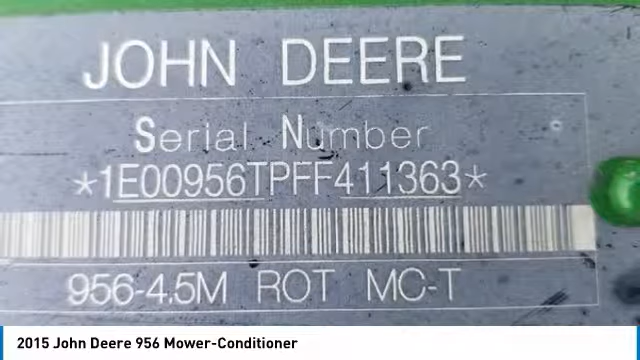 JOHN DEERE
Serial Number
*1E00956TPFF411363*
956-4.5M ROT MC-T
2015 John Deere 956 Mower-Conditioner